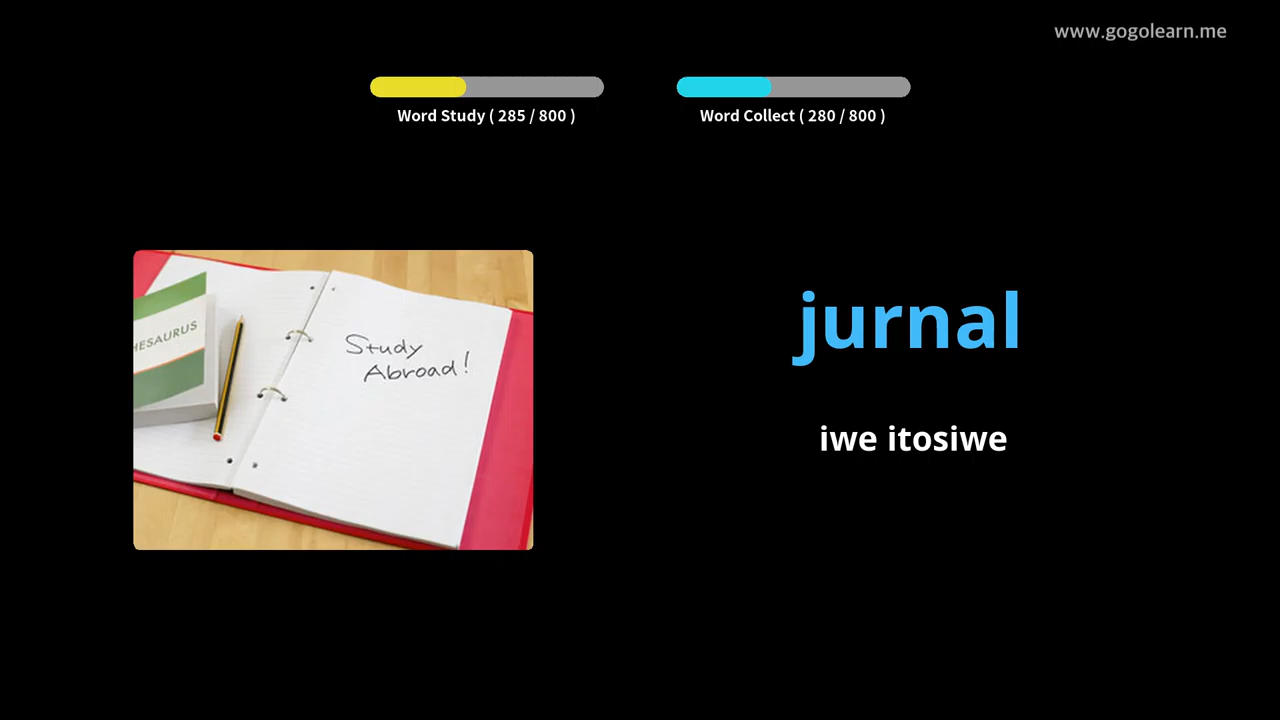 www.gogolearn.me
Word Study ( 285 / 800 )
Word Collect ( 280 / 800 )
HESAURUS
Study
Abroad!
jurnal
iwe itosiwe